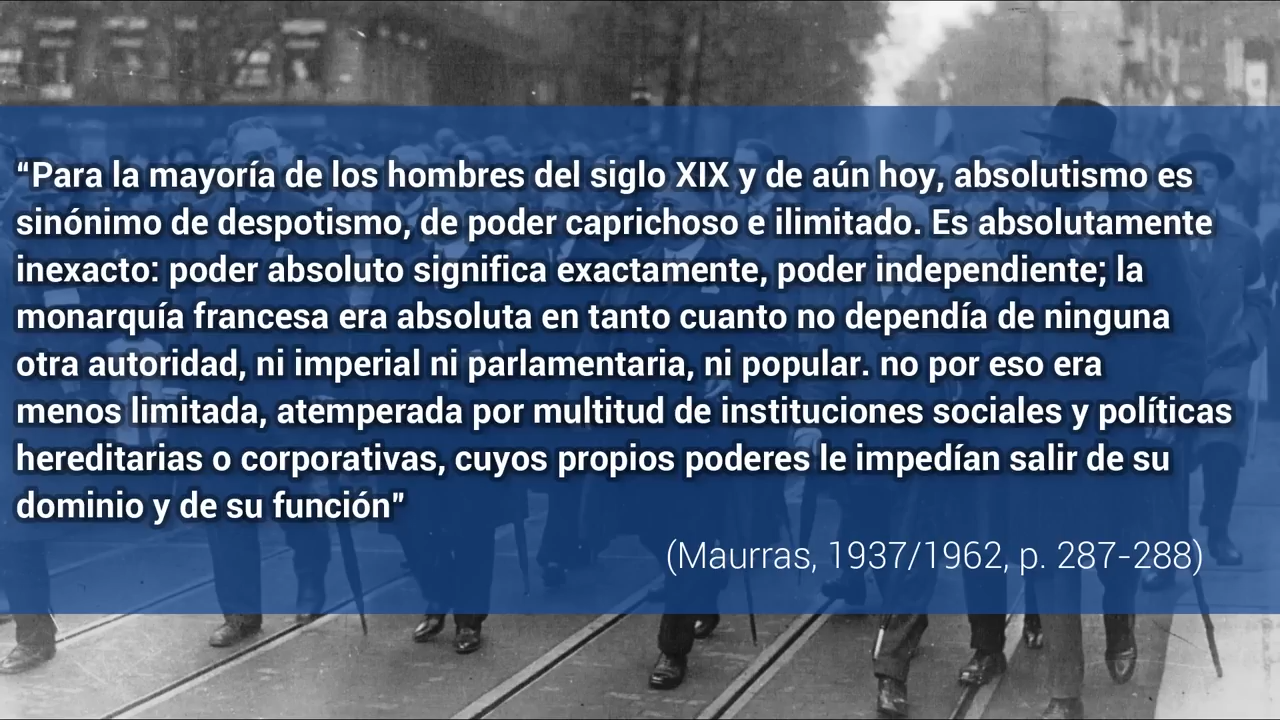 “Para la mayoría de los hombres del siglo XIX y de aún hoy, absolutismo es
sinónimo de despotismo, de poder caprichoso e ilimitado. Es absolutamente
inexacto: poder absoluto significa exactamente, poder independiente; la
monarquía francesa era absoluta en tanto cuanto no dependía de ninguna
otra autoridad, ni imperial ni parlamentaria, ni popular. no por eso era
menos limitada, atemperada por multitud de instituciones sociales y políticas
hereditarias o corporativas, cuyos propios poderes le impedían salir de su
dominio y de su función”
(Maurras, 1937/1962, p. 287-288)